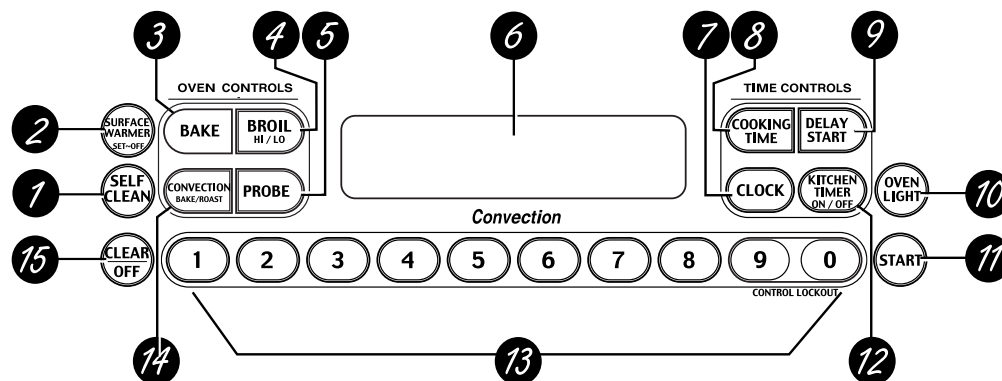 3
4
5
6
7
8
9
OVEN CONTROLS
TIME CONTROLS
2
SURFACE
WARMER
SET~OFF
BAKE
BROIL
HI / LO
COOKING
TIME
DELAY
START
1
SELF
CLEAN
CONVECTION
BAKE/ROAST
PROBE
CLOCK
KITCHEN
TIMER
ON / OFF
OVEN
LIGHT
10
Convection
15
CLEAR
OFF
1 2 3 4 5 6 7 8 9 0
START
11
CONTROL LOCKOUT
14
13
12